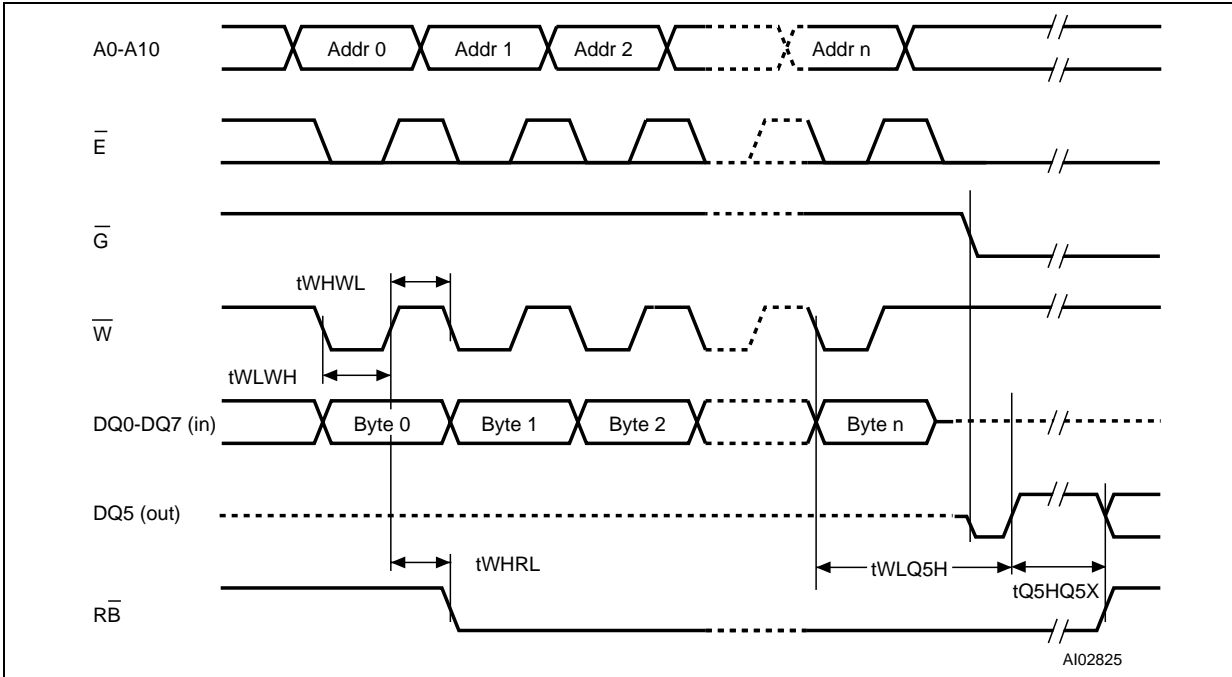 A0-A10
Addr 0 Addr 1 Addr 2 Addr n
E̅
G̅
tWHWL
W̅
tWLWH
DQ0-DQ7 (in)
Byte 0 Byte 1 Byte 2 Byte n
DQ5 (out)
tWHRL
tWLQ5H
tQ5HQ5X
RB̅
AI02825